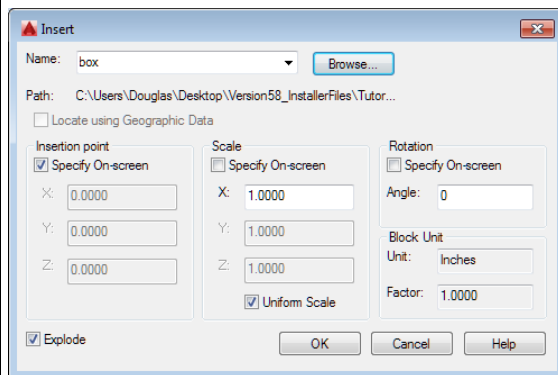 Insert
Name: box Browse...
Path: C:\Users\Douglas\Desktop\Version58_InstallerFiles\Tutor...
Locate using Geographic Data
Insertion point
Specify On-screen
X: 0.0000
Y: 0.0000
Z: 0.0000
Scale
Specify On-screen
X: 1.0000
Y: 1.0000
Z: 1.0000
Uniform Scale
Rotation
Specify On-screen
Angle: 0
Block Unit
Unit: Inches
Factor: 1.0000
Explode
OK Cancel Help